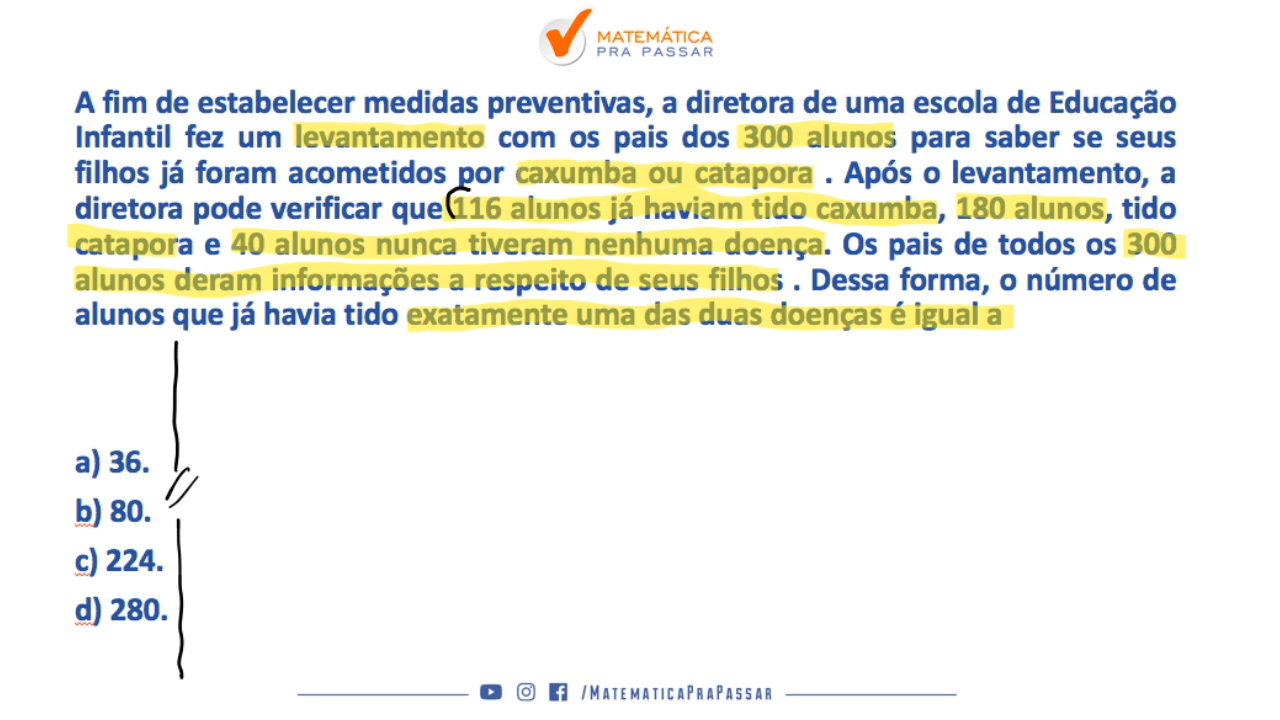 MATEMÁTICA
PRA PASSAR
A fim de estabelecer medidas preventivas, a diretora de uma escola de Educação
Infantil fez um levantamento com os pais dos 300 alunos para saber se seus
filhos já foram acometidos por caxumba ou catapora . Após o levantamento, a
diretora pode verificar que 116 alunos já haviam tido caxumba, 180 alunos, tido
catapora e 40 alunos nunca tiveram nenhuma doença. Os pais de todos os 300
alunos deram informações a respeito de seus filhos . Dessa forma, o número de
alunos que já havia tido exatamente uma das duas doenças é igual a
a) 36.
b) 80.
c) 224.
d) 280.
/MatematicaPraPassar